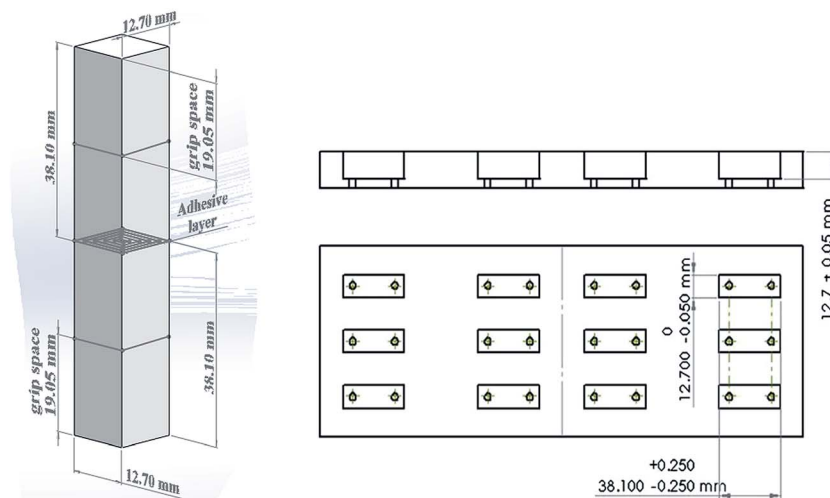 12.70 mm
38.10 mm
grip space
19.05 mm
Adhesive
layer
grip space
19.05 mm
38.10 mm
12.70 mm
12.7 ± 0.05 mm
0
12.700 -0.050 mm
+0.250
38.100 -0.250 mm